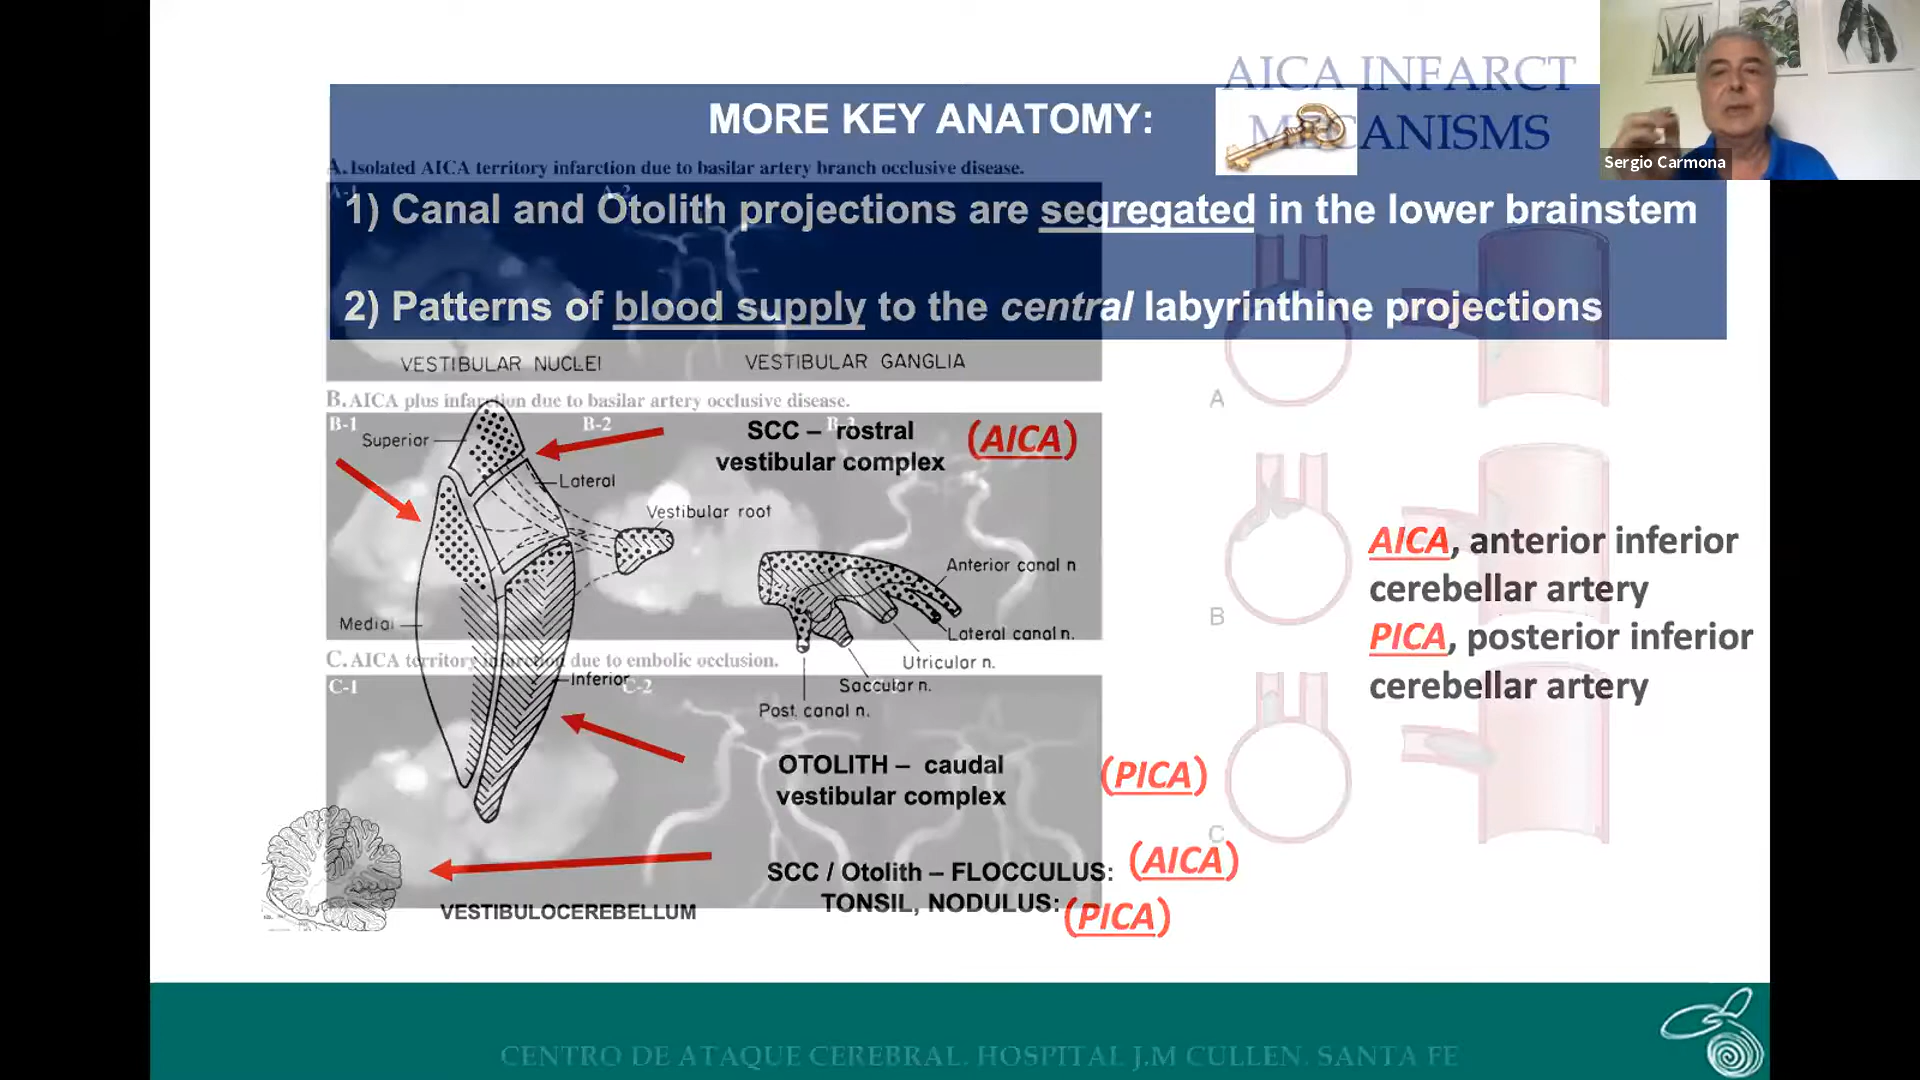 AICA INFARCT
MECANISMS
MORE KEY ANATOMY:
Sergio Carmona
A. Isolated AICA territory infarction due to basilar artery branch occlusive disease.
A-1
A-2
1) Canal and Otolith projections are segregated in the lower brainstem
2) Patterns of blood supply to the central labyrinthine projections
VESTIBULAR NUCLEI
VESTIBULAR GANGLIA
B. AICA plus infarction due to basilar artery occlusive disease.
A
B-1
B-2
B-3
Superior
SCC – rostral
vestibular complex
(AICA)
Lateral
Vestibular root
Anterior canal n
Medial
Lateral canal n.
B
AICA, anterior inferior
cerebellar artery
PICA, posterior inferior
cerebellar artery
Utricular n.
C. AICA territory infarction due to embolic occlusion.
C-1
C-2
Inferior
Saccular n.
Post. canal n.
OTOLITH – caudal
vestibular complex
(PICA)
C
SCC / Otolith – FLOCCULUS:
(AICA)
TONSIL, NODULUS:
(PICA)
VESTIBULOCEREBELLUM
CENTRO DE ATAQUE CEREBRAL. HOSPITAL J.M CULLEN. SANTA FE